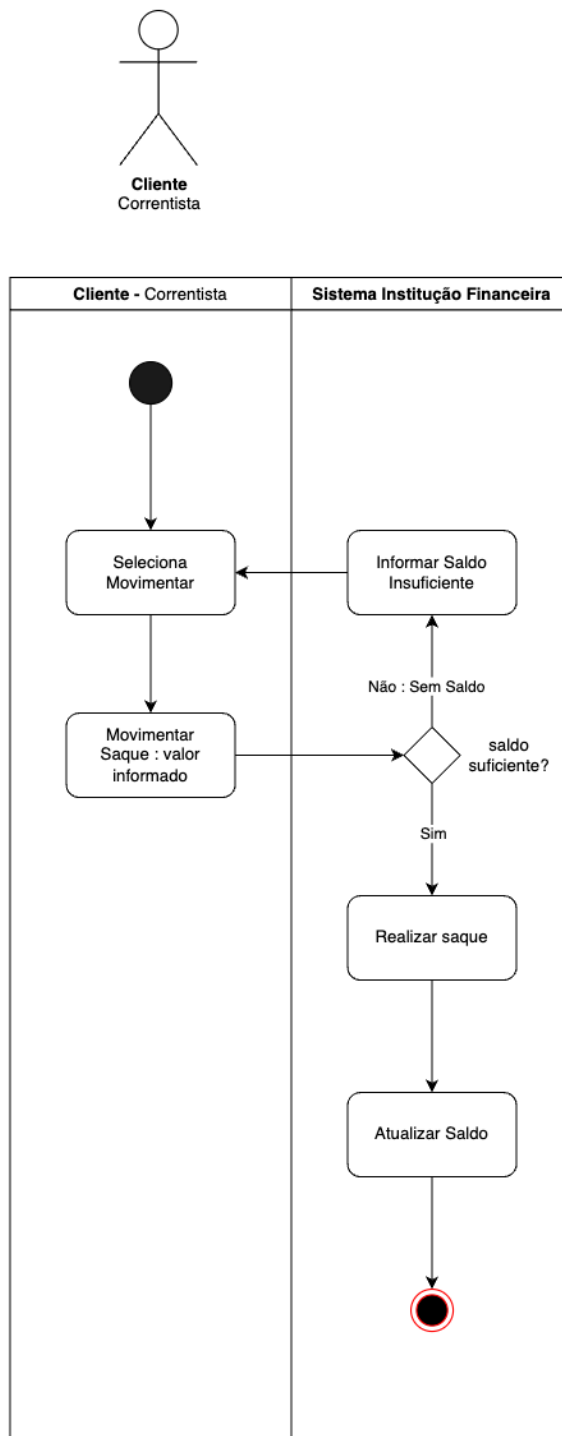 Cliente
Correntista
Cliente - Correntista
Sistema Institução Financeira
Seleciona
Movimentar
Informar Saldo
Insuficiente
Não : Sem Saldo
Movimentar
Saque : valor
informado
saldo
suficiente?
Sim
Realizar saque
Atualizar Saldo